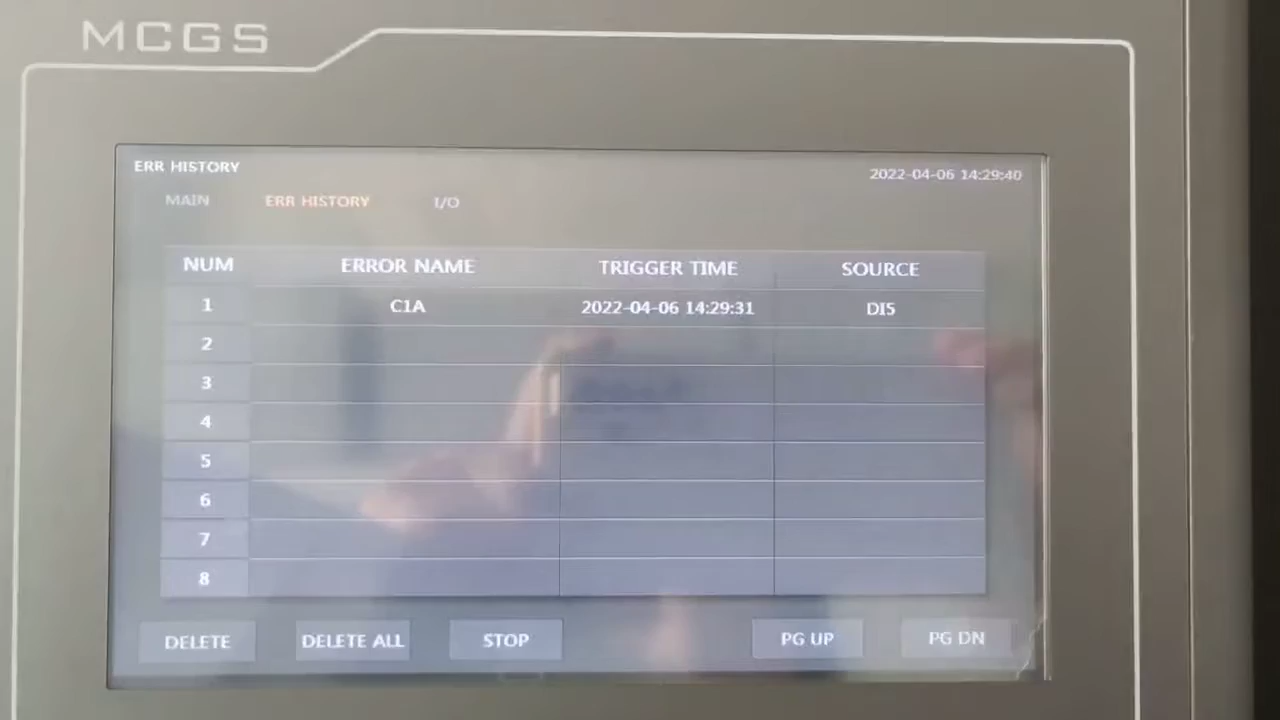 MCGS
ERR HISTORY
2022-04-06 14:29:40
MAIN ERR HISTORY I/O
NUM ERROR NAME TRIGGER TIME SOURCE
1 C1A 2022-04-06 14:29:31 DI5
2
3
4
5
6
7
8
DELETE DELETE ALL STOP PG UP PG DN